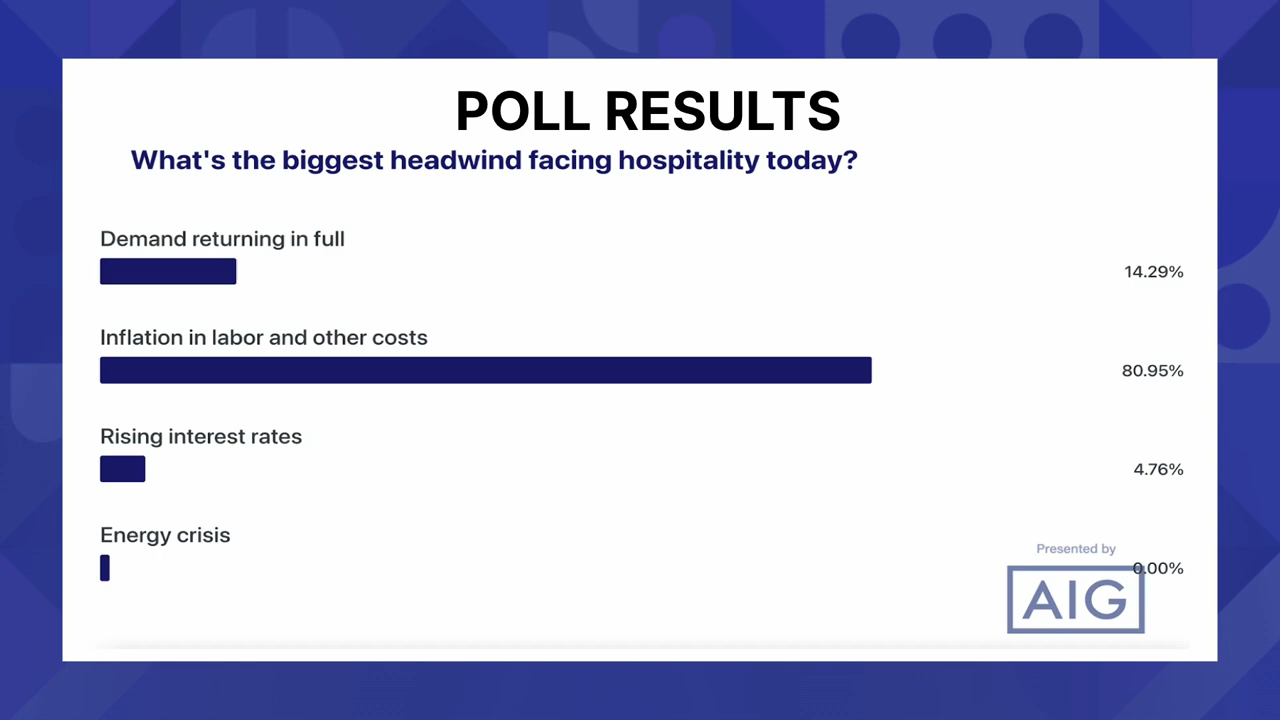 POLL RESULTS
What's the biggest headwind facing hospitality today?
Demand returning in full
14.29%
Inflation in labor and other costs
80.95%
Rising interest rates
4.76%
Energy crisis
0.00%
Presented by
AIG